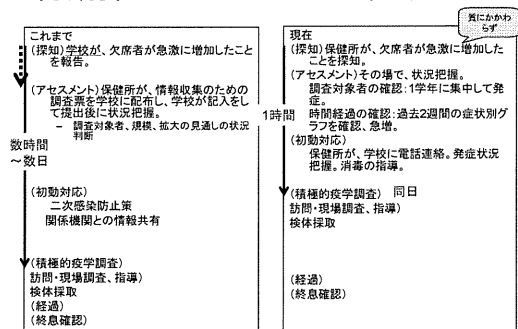 これまで
(探知)学校が、欠席者が急激に増加したこと
を報告。
(アセスメント)保健所が、情報収集のための
調査票を学校に配布し、学校が記入をし
て提出後に状況把握。
– 調査対象者、規模、拡大の見通しの状況
判断
数時間
～数日
(初動対応)
二次感染防止策
関係機関との情報共有
(積極的疫学調査)
訪問・現場調査、指導)
検体採取
(経過)
(終息確認)
質にかかわ
らず
現在
(探知)保健所が、欠席者が急激に増加した
ことを探知。
(アセスメント)その場で、状況把握。
調査対象者の確認:1学年に集中して発
症。
1時間
時間経過の確認:過去2週間の症状別グ
ラフを確認、急増。
(初動対応)
保健所が、学校に電話連絡。発症状況
把握。消毒の指導。
(積極的疫学調査) 同日
訪問・現場調査、指導)
検体採取
(経過)
(終息確認)